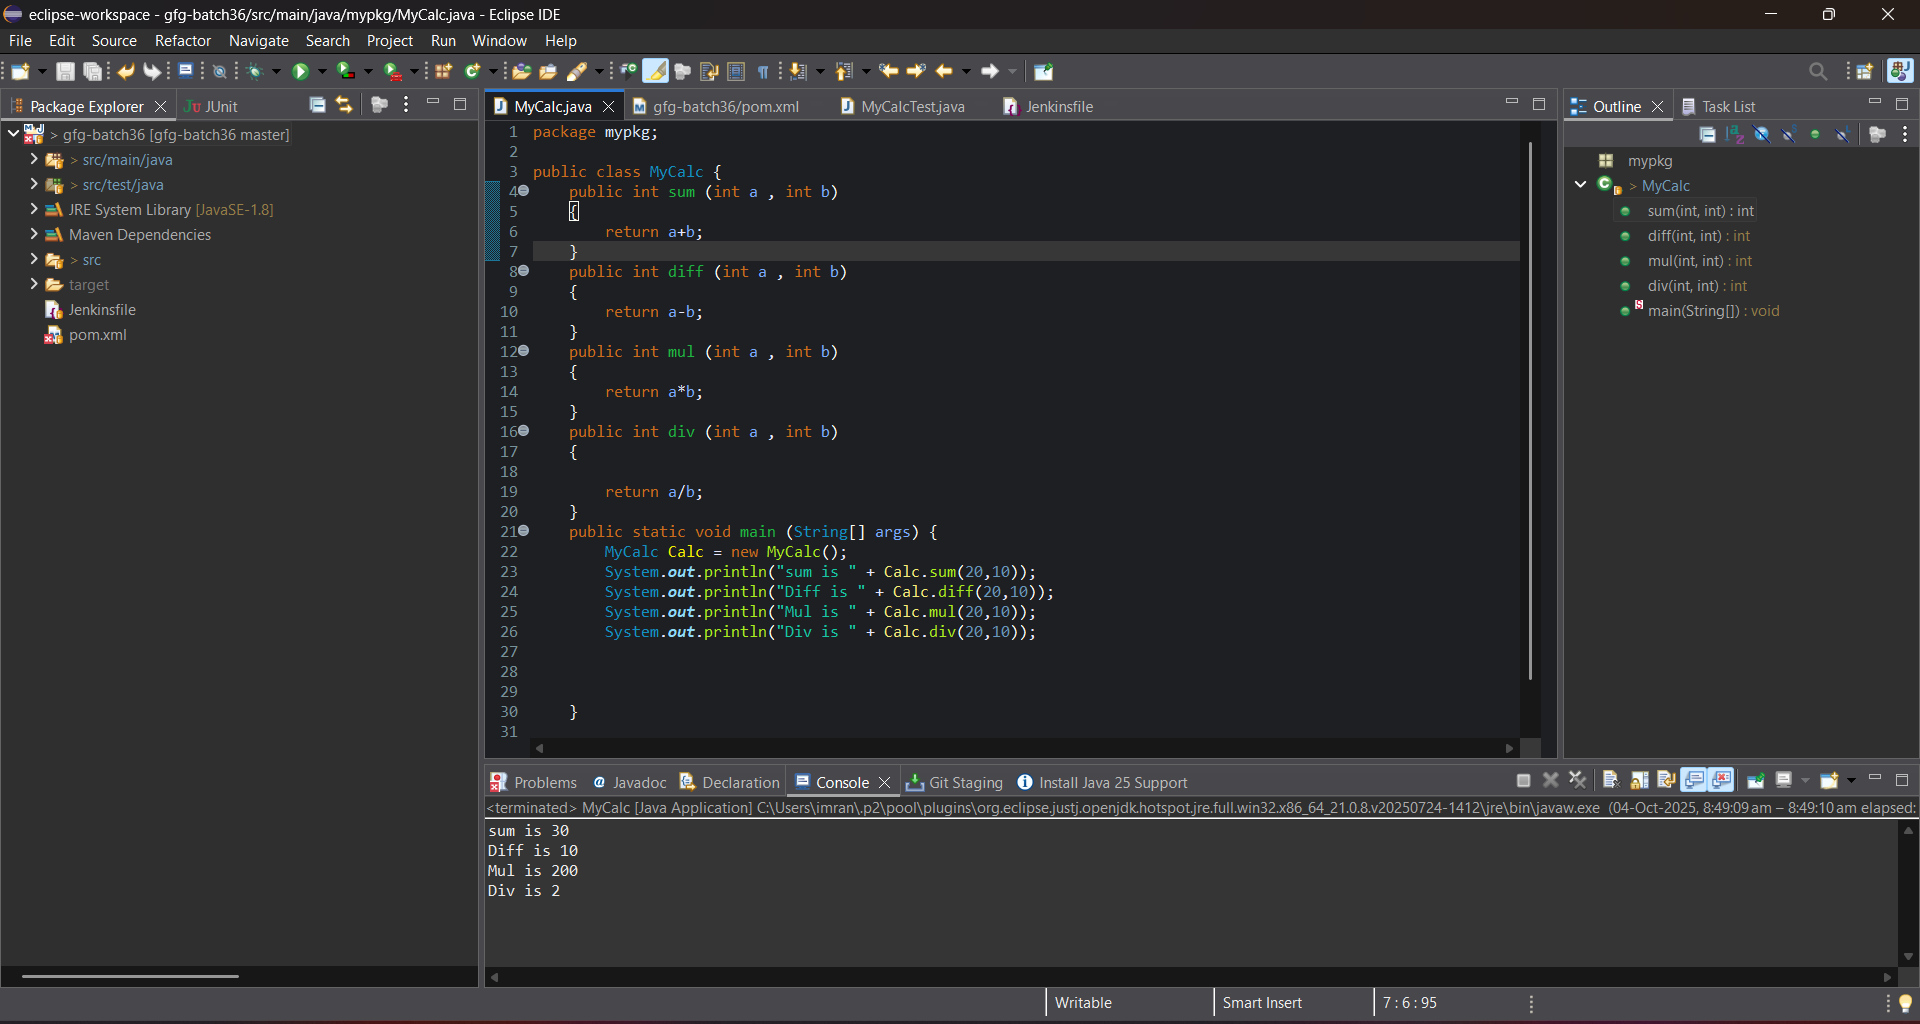 eclipse-workspace - gfg-batch36/src/main/java/mypkg/MyCalc.java - Eclipse IDE
File Edit Source Refactor Navigate Search Project Run Window Help
Package Explorer JUnit
> gfg-batch36 [gfg-batch36 master]
> src/main/java
> src/test/java
JRE System Library [JavaSE-1.8]
Maven Dependencies
> src
target
Jenkinsfile
pom.xml
MyCalc.java gfg-batch36/pom.xml MyCalcTest.java Jenkinsfile
1 package mypkg;
2
3 public class MyCalc {
4 public int sum (int a , int b)
5 {
6 return a+b;
7 }
8 public int diff (int a , int b)
9 {
10 return a-b;
11 }
12 public int mul (int a , int b)
13 {
14 return a*b;
15 }
16 public int div (int a , int b)
17 {
18
19 return a/b;
20 }
21 public static void main (String[] args) {
22 MyCalc Calc = new MyCalc();
23 System.out.println("sum is " + Calc.sum(20,10));
24 System.out.println("Diff is " + Calc.diff(20,10));
25 System.out.println("Mul is " + Calc.mul(20,10));
26 System.out.println("Div is " + Calc.div(20,10));
27
28
29
30 }
31
Outline Task List
mypkg
> MyCalc
sum(int, int) : int
diff(int, int) : int
mul(int, int) : int
div(int, int) : int
main(String[]) : void
Problems Javadoc Declaration Console Git Staging Install Java 25 Support
<terminated> MyCalc [Java Application] C:\Users\imran\.p2\pool\plugins\org.eclipse.justj.openjdk.hotspot.jre.full.win32.x86_64_21.0.8.v20250724-1412\jre\bin\javaw.exe (04-Oct-2025, 8:49:09 am – 8:49:10 am elapsed:
sum is 30
Diff is 10
Mul is 200
Div is 2
Writable Smart Insert 7 : 6 : 95